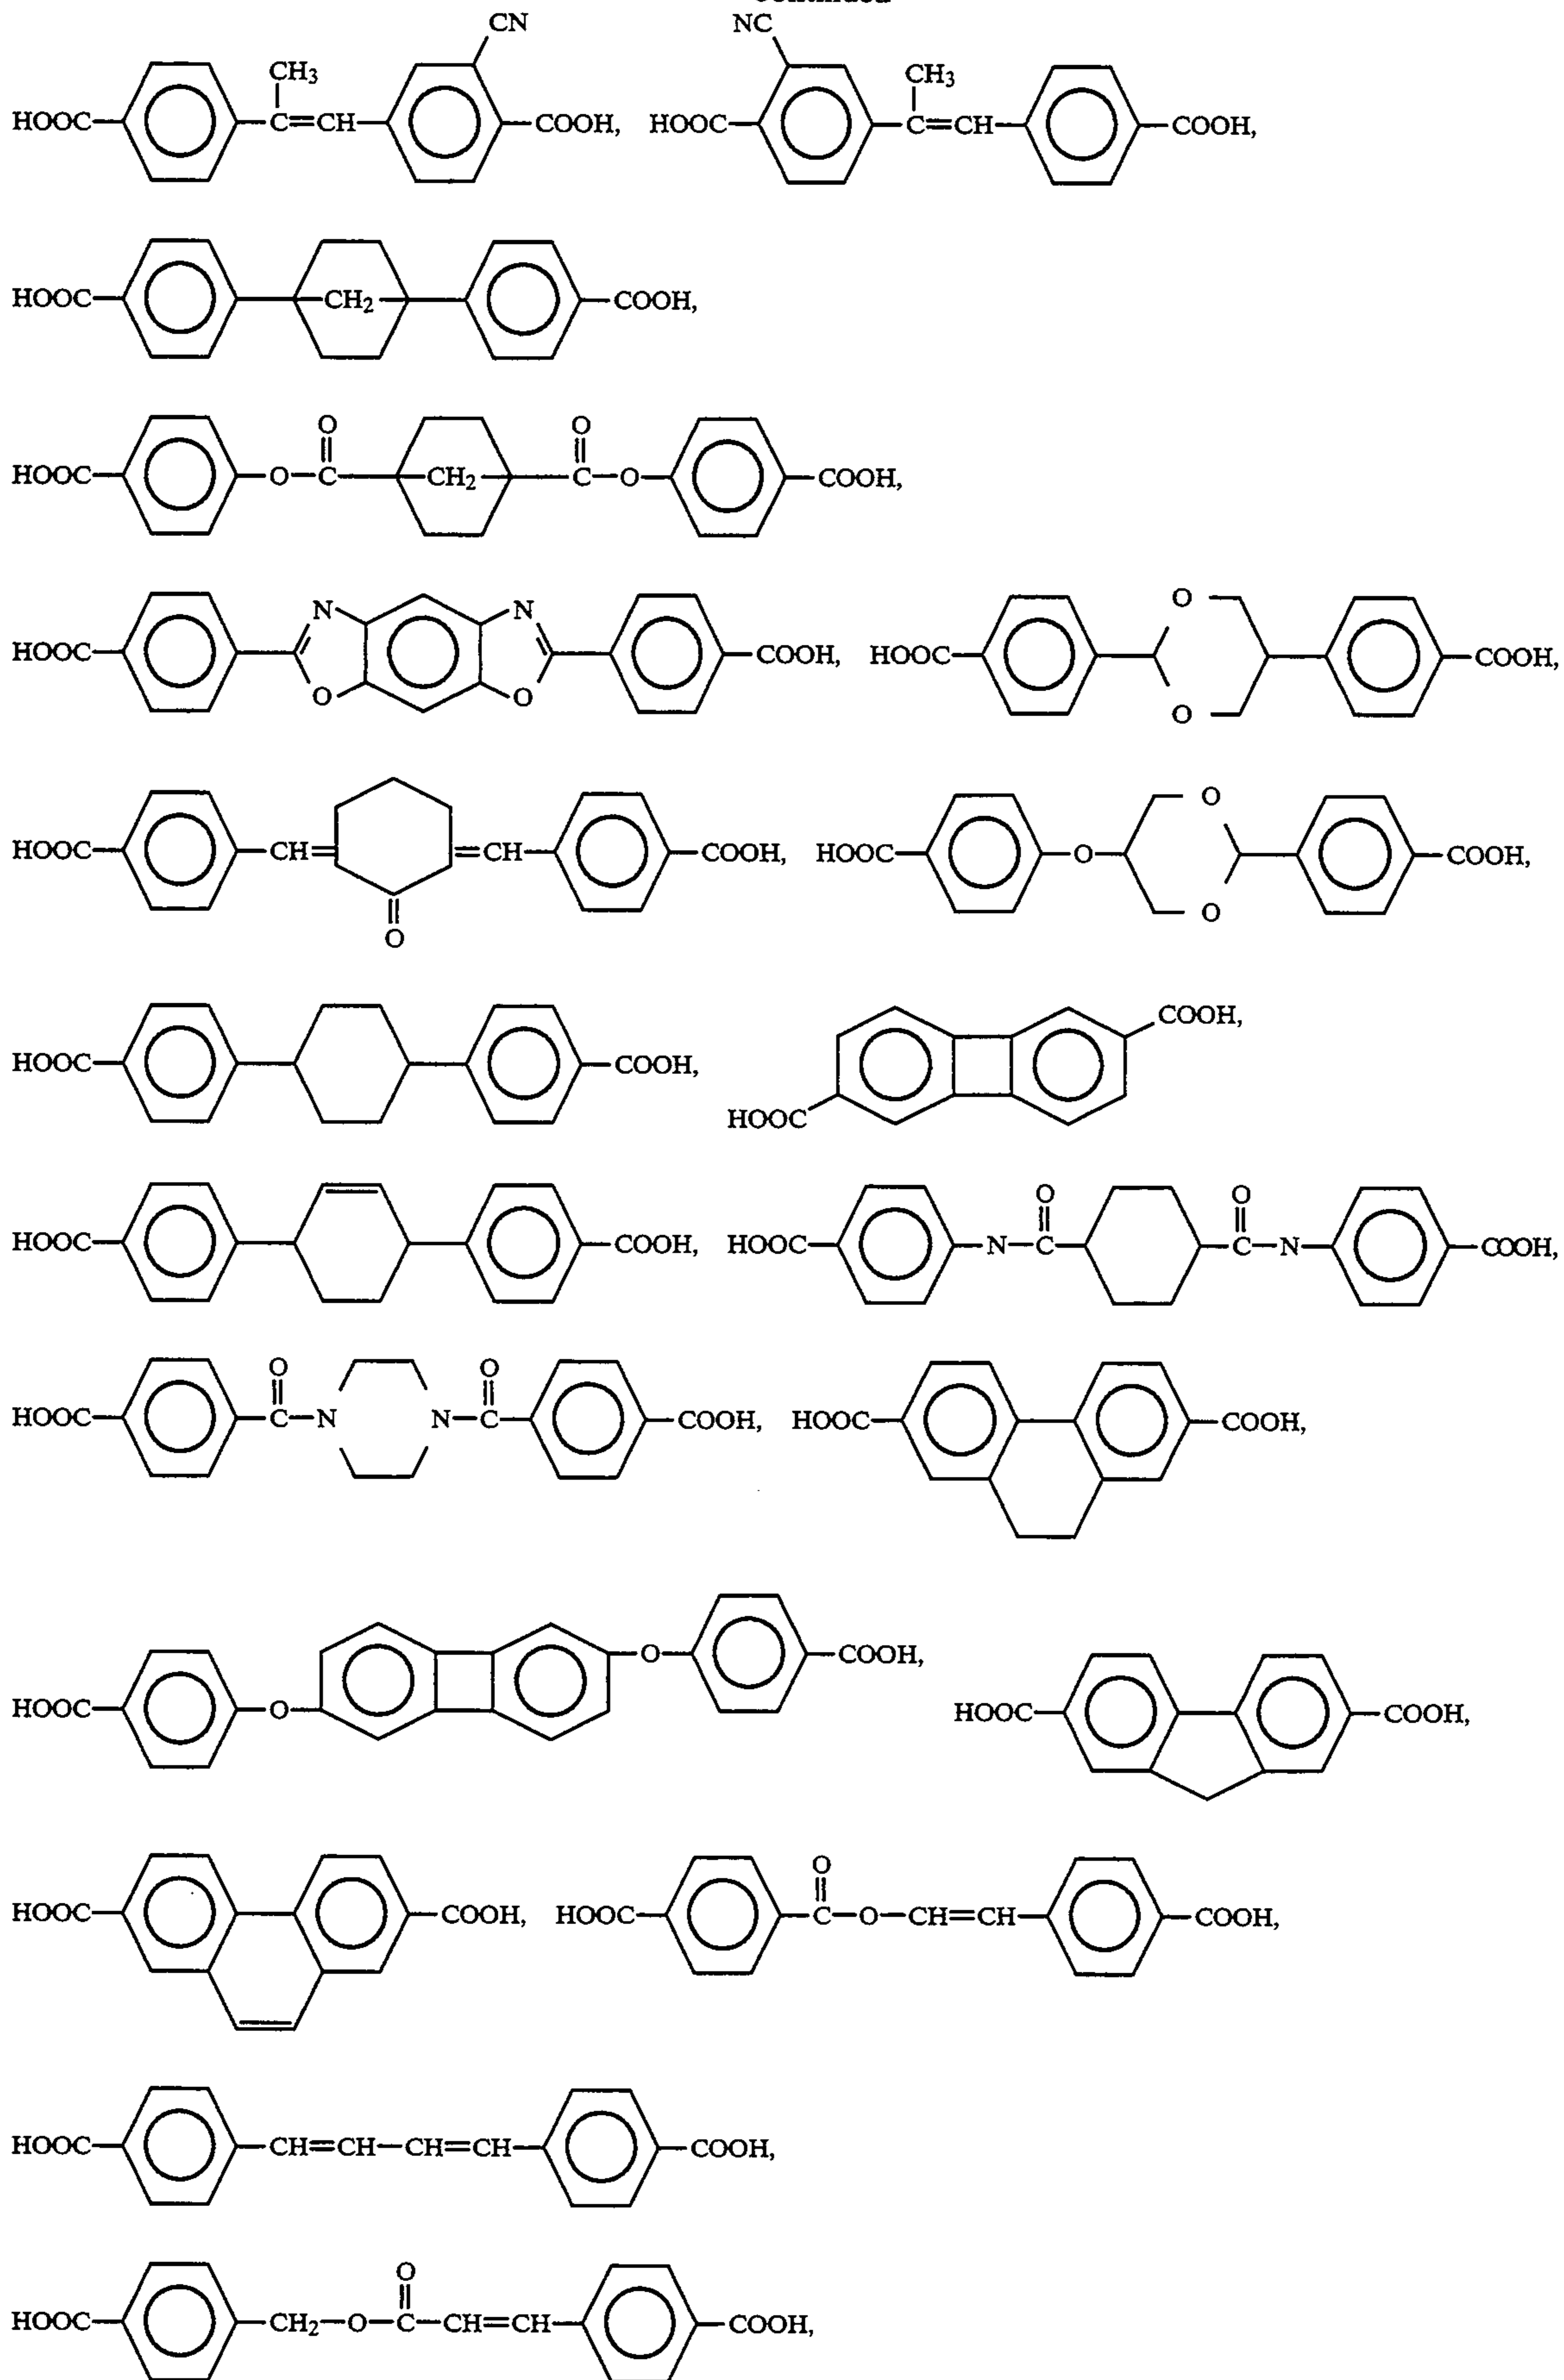 CN NC
CH3 CH3
HOOC C=CH COOH, HOOC C=CH COOH,
HOOC CH2 COOH,
O O
HOOC O—C CH2 C—O COOH,
N N O
HOOC COOH, HOOC COOH,
O O O
O
HOOC CH= =CH COOH, HOOC O COOH,
O O
COOH,
HOOC COOH,
HOOC
O O
HOOC COOH, HOOC N—C C—N COOH,
O O
HOOC C—N N—C COOH, HOOC COOH,
O COOH,
HOOC O HOOC COOH,
O
HOOC COOH, HOOC C—O—CH=CH COOH,
HOOC CH=CH—CH=CH COOH,
O
HOOC CH2—O—C—CH=CH COOH,